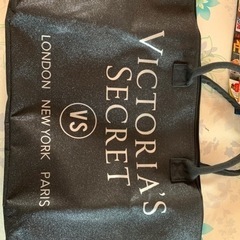 VICTORIA'S
SECRET
VS
LONDON NEW YORK PARIS